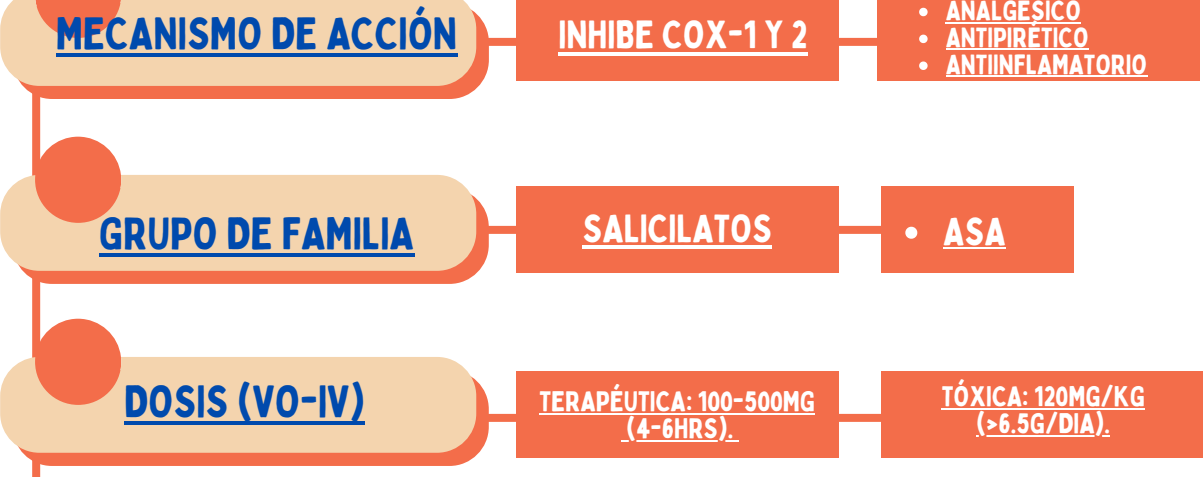 MECANISMO DE ACCIÓN
INHIBE COX-1 Y 2
• ANALGÉSICO
• ANTIPIRÉTICO
• ANTIINFLAMATORIO
GRUPO DE FAMILIA
SALICILATOS
• ASA
DOSIS (VO-IV)
TERAPÉUTICA: 100-500MG
(4-6HRS).
TÓXICA: 120MG/KG
(>6.5G/DIA).